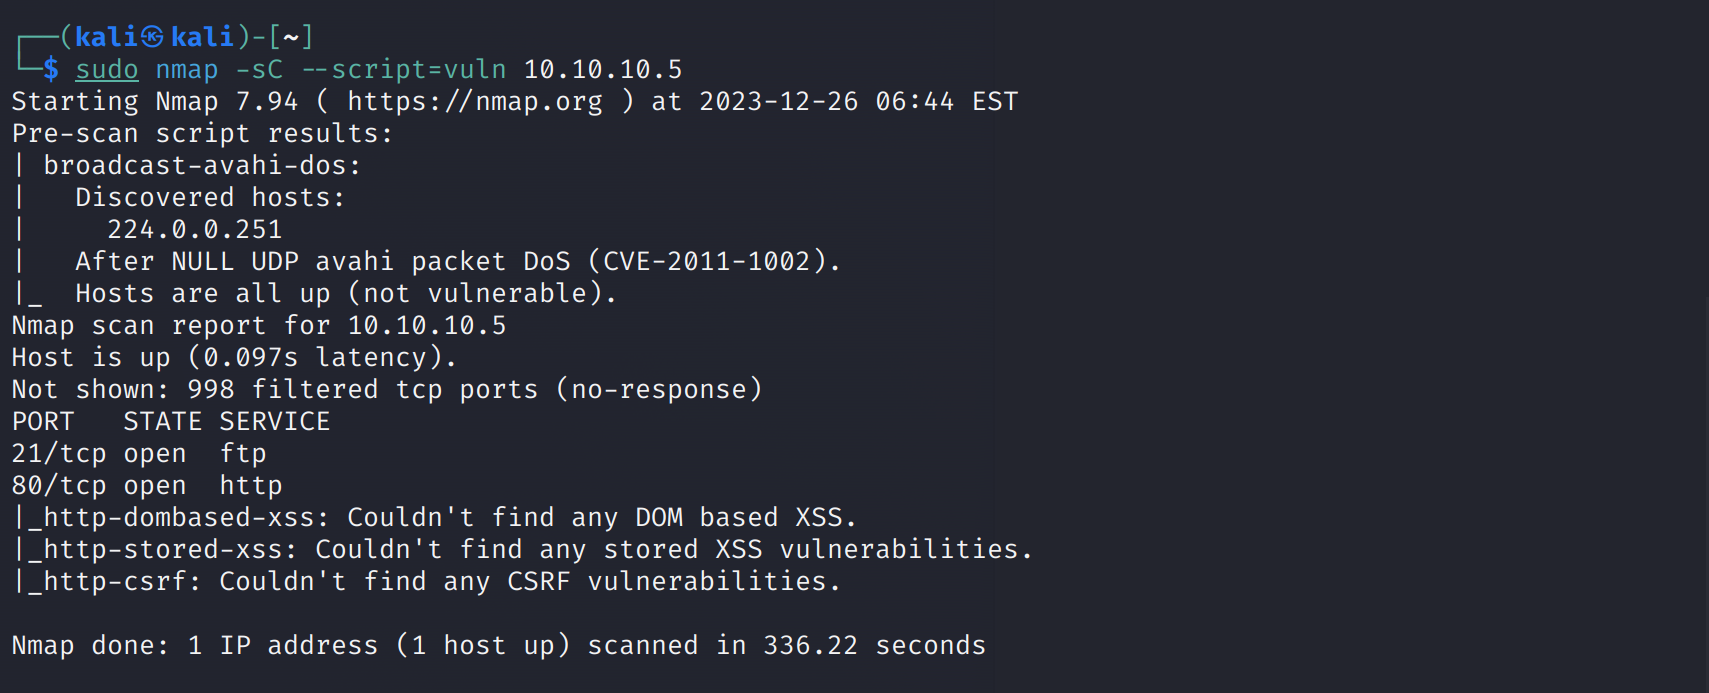 ┌──(kali㉿kali)-[~]
└─$ sudo nmap -sC --script=vuln 10.10.10.5
Starting Nmap 7.94 ( https://nmap.org ) at 2023-12-26 06:44 EST
Pre-scan script results:
| broadcast-avahi-dos:
|   Discovered hosts:
|     224.0.0.251
|   After NULL UDP avahi packet DoS (CVE-2011-1002).
|_  Hosts are all up (not vulnerable).
Nmap scan report for 10.10.10.5
Host is up (0.097s latency).
Not shown: 998 filtered tcp ports (no-response)
PORT   STATE SERVICE
21/tcp open  ftp
80/tcp open  http
|_http-dombased-xss: Couldn't find any DOM based XSS.
|_http-stored-xss: Couldn't find any stored XSS vulnerabilities.
|_http-csrf: Couldn't find any CSRF vulnerabilities.
Nmap done: 1 IP address (1 host up) scanned in 336.22 seconds